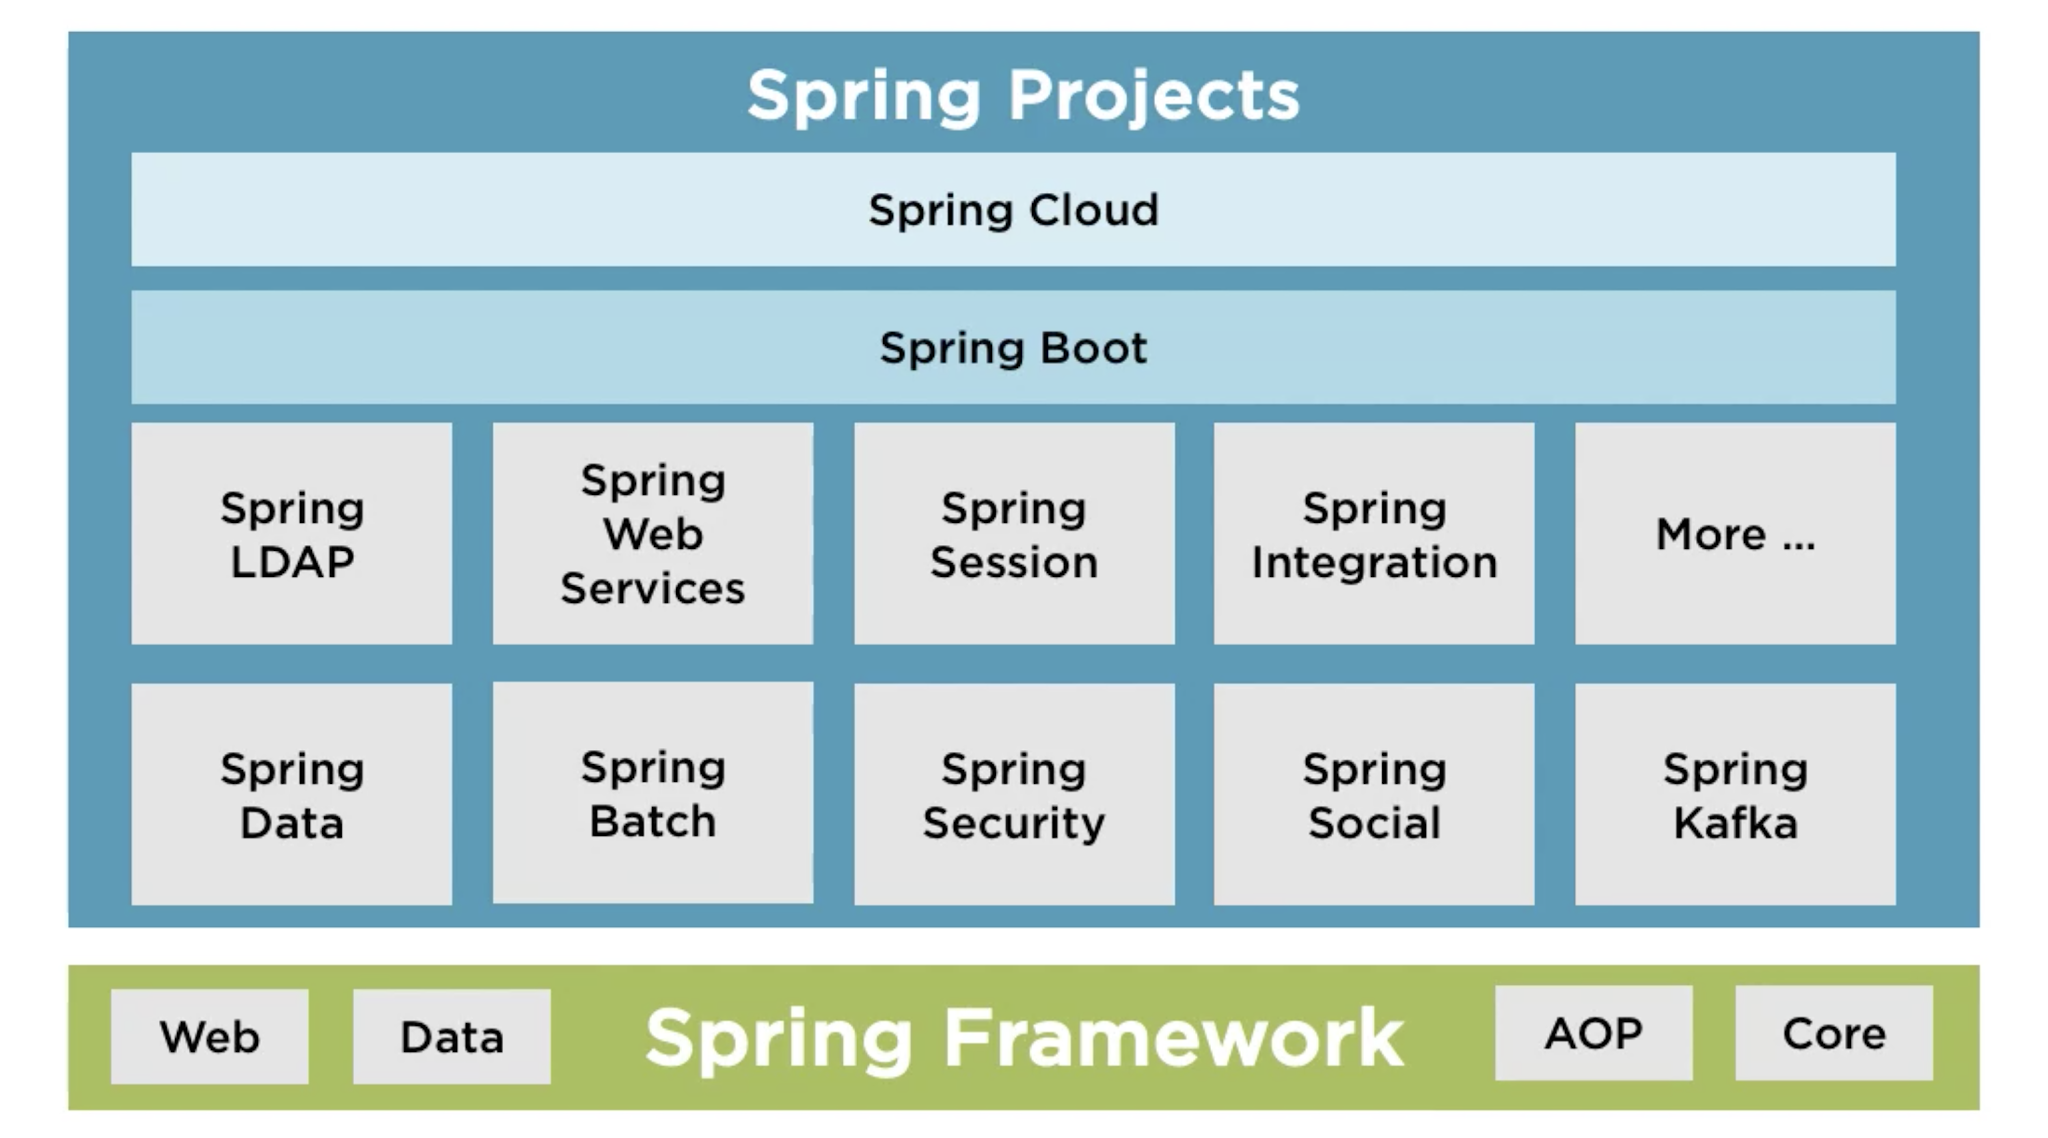 Spring Projects
Spring Cloud
Spring Boot
Spring
LDAP
Spring
Web
Services
Spring
Session
Spring
Integration
More ...
Spring
Data
Spring
Batch
Spring
Security
Spring
Social
Spring
Kafka
Web
Data
Spring Framework
AOP
Core